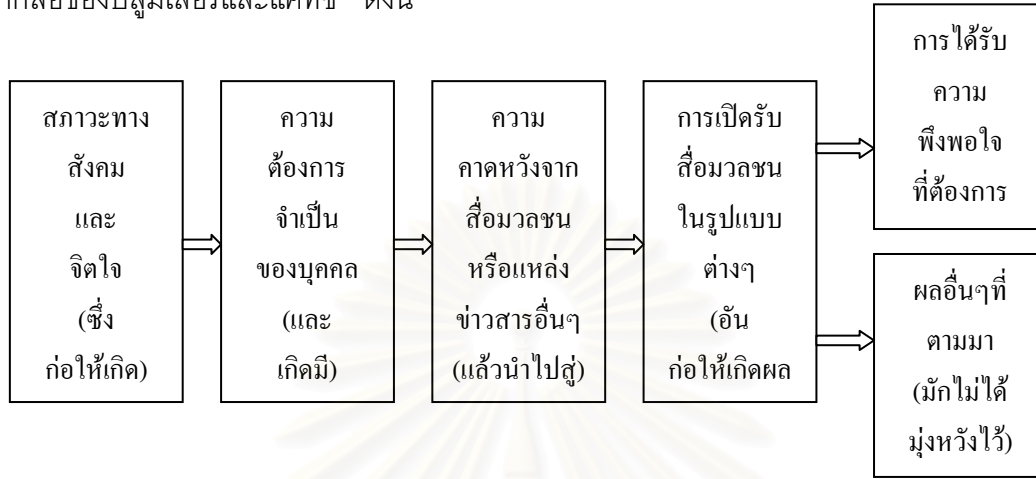 สภาวะทาง
สังคม
และ
จิตใจ
(ซึ่ง
ก่อให้เกิด)
ความ
ต้องการ
จำเป็น
ของบุคคล
(และ
เกิดมี)
ความ
คาดหวังจาก
สื่อมวลชน
หรือแหล่ง
ข่าวสารอื่นๆ
(แล้วนำไปสู่)
การเปิดรับ
สื่อมวลชน
ในรูปแบบ
ต่างๆ
(อัน
ก่อให้เกิดผล
การได้รับ
ความ
พึงพอใจ
ที่ต้องการ
ผลอื่นๆที่
ตามมา
(มักไม่ได้
มุ่งหวังไว้)